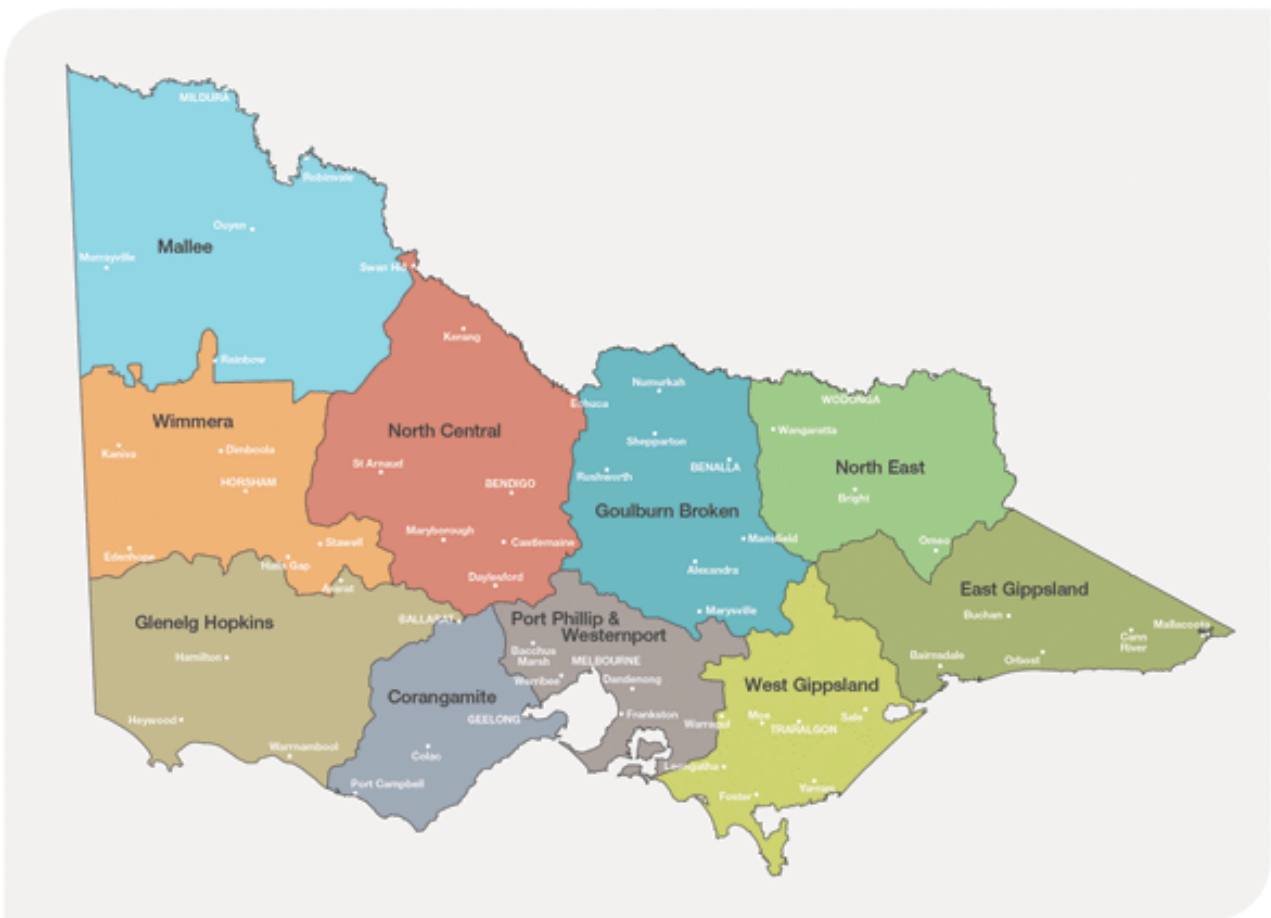 MILDURA
Robinvale
Ouyen
Mallee
Murrayville
Swan Hill
Kerang
Rainbow
Numurkah
Echuca
WODONGA
Wimmera
North Central
Wangaratta
Shepparton
Kaniva
Dimboola
St Arnaud
BENALLA
North East
Rushworth
HORSHAM
BENDIGO
Bright
Goulburn Broken
Maryborough
Stawell
Castlemaine
Mansfield
Omeo
Edenhope
Halls Gap
Alexandra
Daylesford
Ararat
East Gippsland
Marysville
Buchan
Glenelg Hopkins
BALLARAT
Port Phillip &
Westernport
Mallacoota
Cann
River
Bacchus
Marsh
MELBOURNE
Hamilton
Bairnsdale
Orbost
Werribee
Dandenong
West Gippsland
Corangamite
Heywood
GEELONG
Frankston
Warragul
Moe
Sale
TRARALGON
Warrnambool
Colac
Leongatha
Port Campbell
Foster
Yarram